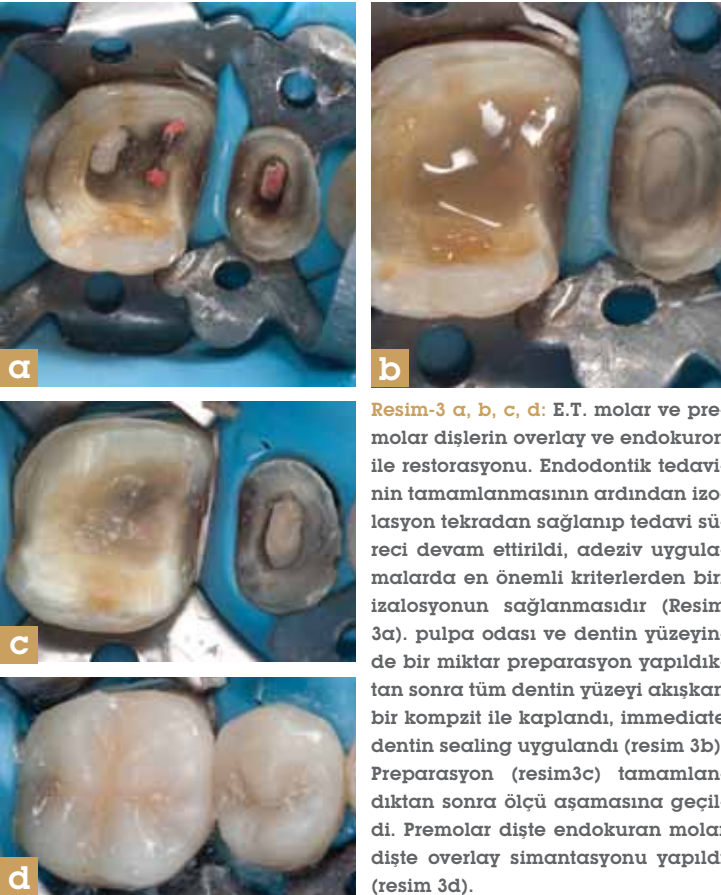 a
b
c
d
Resim-3 a, b, c, d: E.T. molar ve pre-
molar dişlerin overlay ve endokuron
ile restorasyonu. Endodontik tedavi-
nin tamamlanmasının ardından izo-
lasyon tekradan sağlanıp tedavi sü-
reci devam ettirildi, adeziv uygula-
malarda en önemli kriterlerden biri
izalosyonun sağlanmasıdır (Resim
3a). pulpa odası ve dentin yüzeyin-
de bir miktar preparasyon yapıldık-
tan sonra tüm dentin yüzeyi akışkan
bir kompzit ile kaplandı, immediate
dentin sealing uygulandı (resim 3b)
Preparasyon (resim3c) tamamlan-
dıktan sonra ölçü aşamasına geçil-
di. Premolar dişte endokuran molar
dişte overlay simantasyonu yapıldı
(resim 3d).